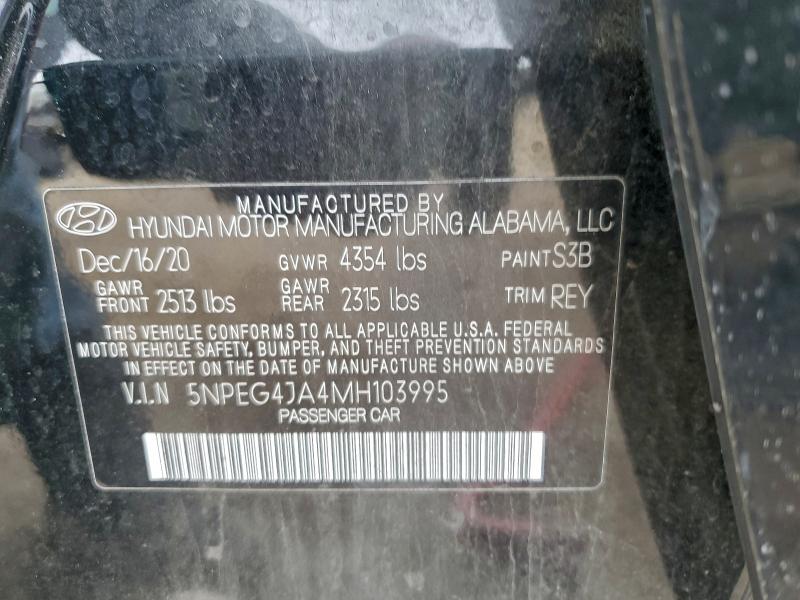 MANUFACTURED BY
HYUNDAI MOTOR MANUFACTURING ALABAMA, LLC
Dec/16/20 GVWR 4354 lbs PAINT S3B
GAWR FRONT 2513 lbs GAWR REAR 2315 lbs TRIM REY
THIS VEHICLE CONFORMS TO ALL APPLICABLE U.S.A. FEDERAL
MOTOR VEHICLE SAFETY, BUMPER, AND THEFT PREVENTION STANDARDS
IN EFFECT ON THE DATE OF MANUFACTURE SHOWN ABOVE
V.I.N 5NPEG4JA4MH103995
PASSENGER CAR